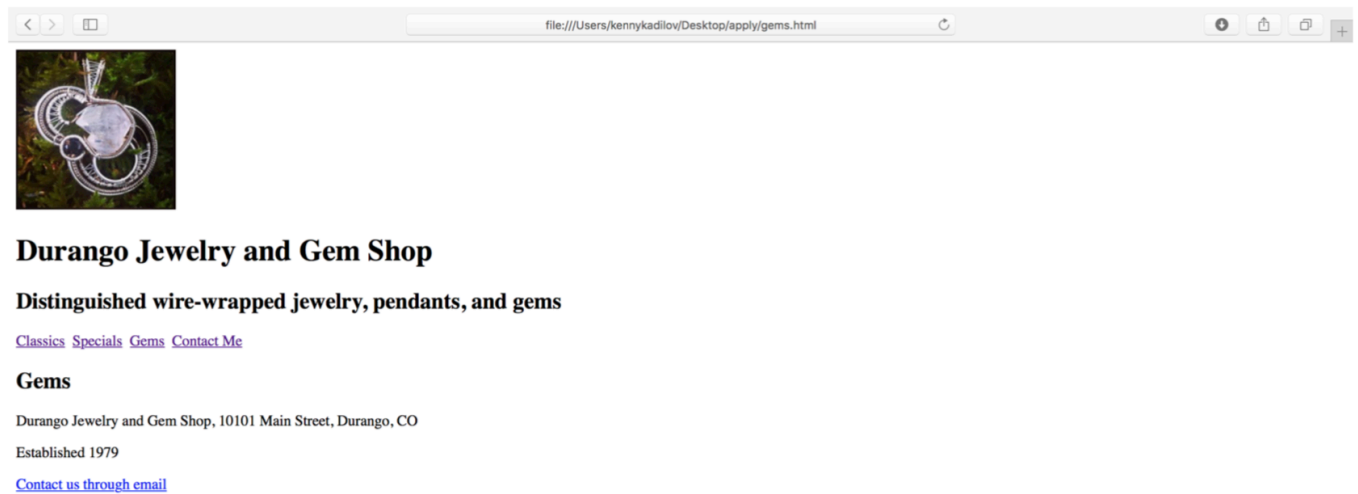 file:///Users/kennykadilov/Desktop/apply/gems.html
Durango Jewelry and Gem Shop
Distinguished wire-wrapped jewelry, pendants, and gems
Classics Specials Gems Contact Me
Gems
Durango Jewelry and Gem Shop, 10101 Main Street, Durango, CO
Established 1979
Contact us through email